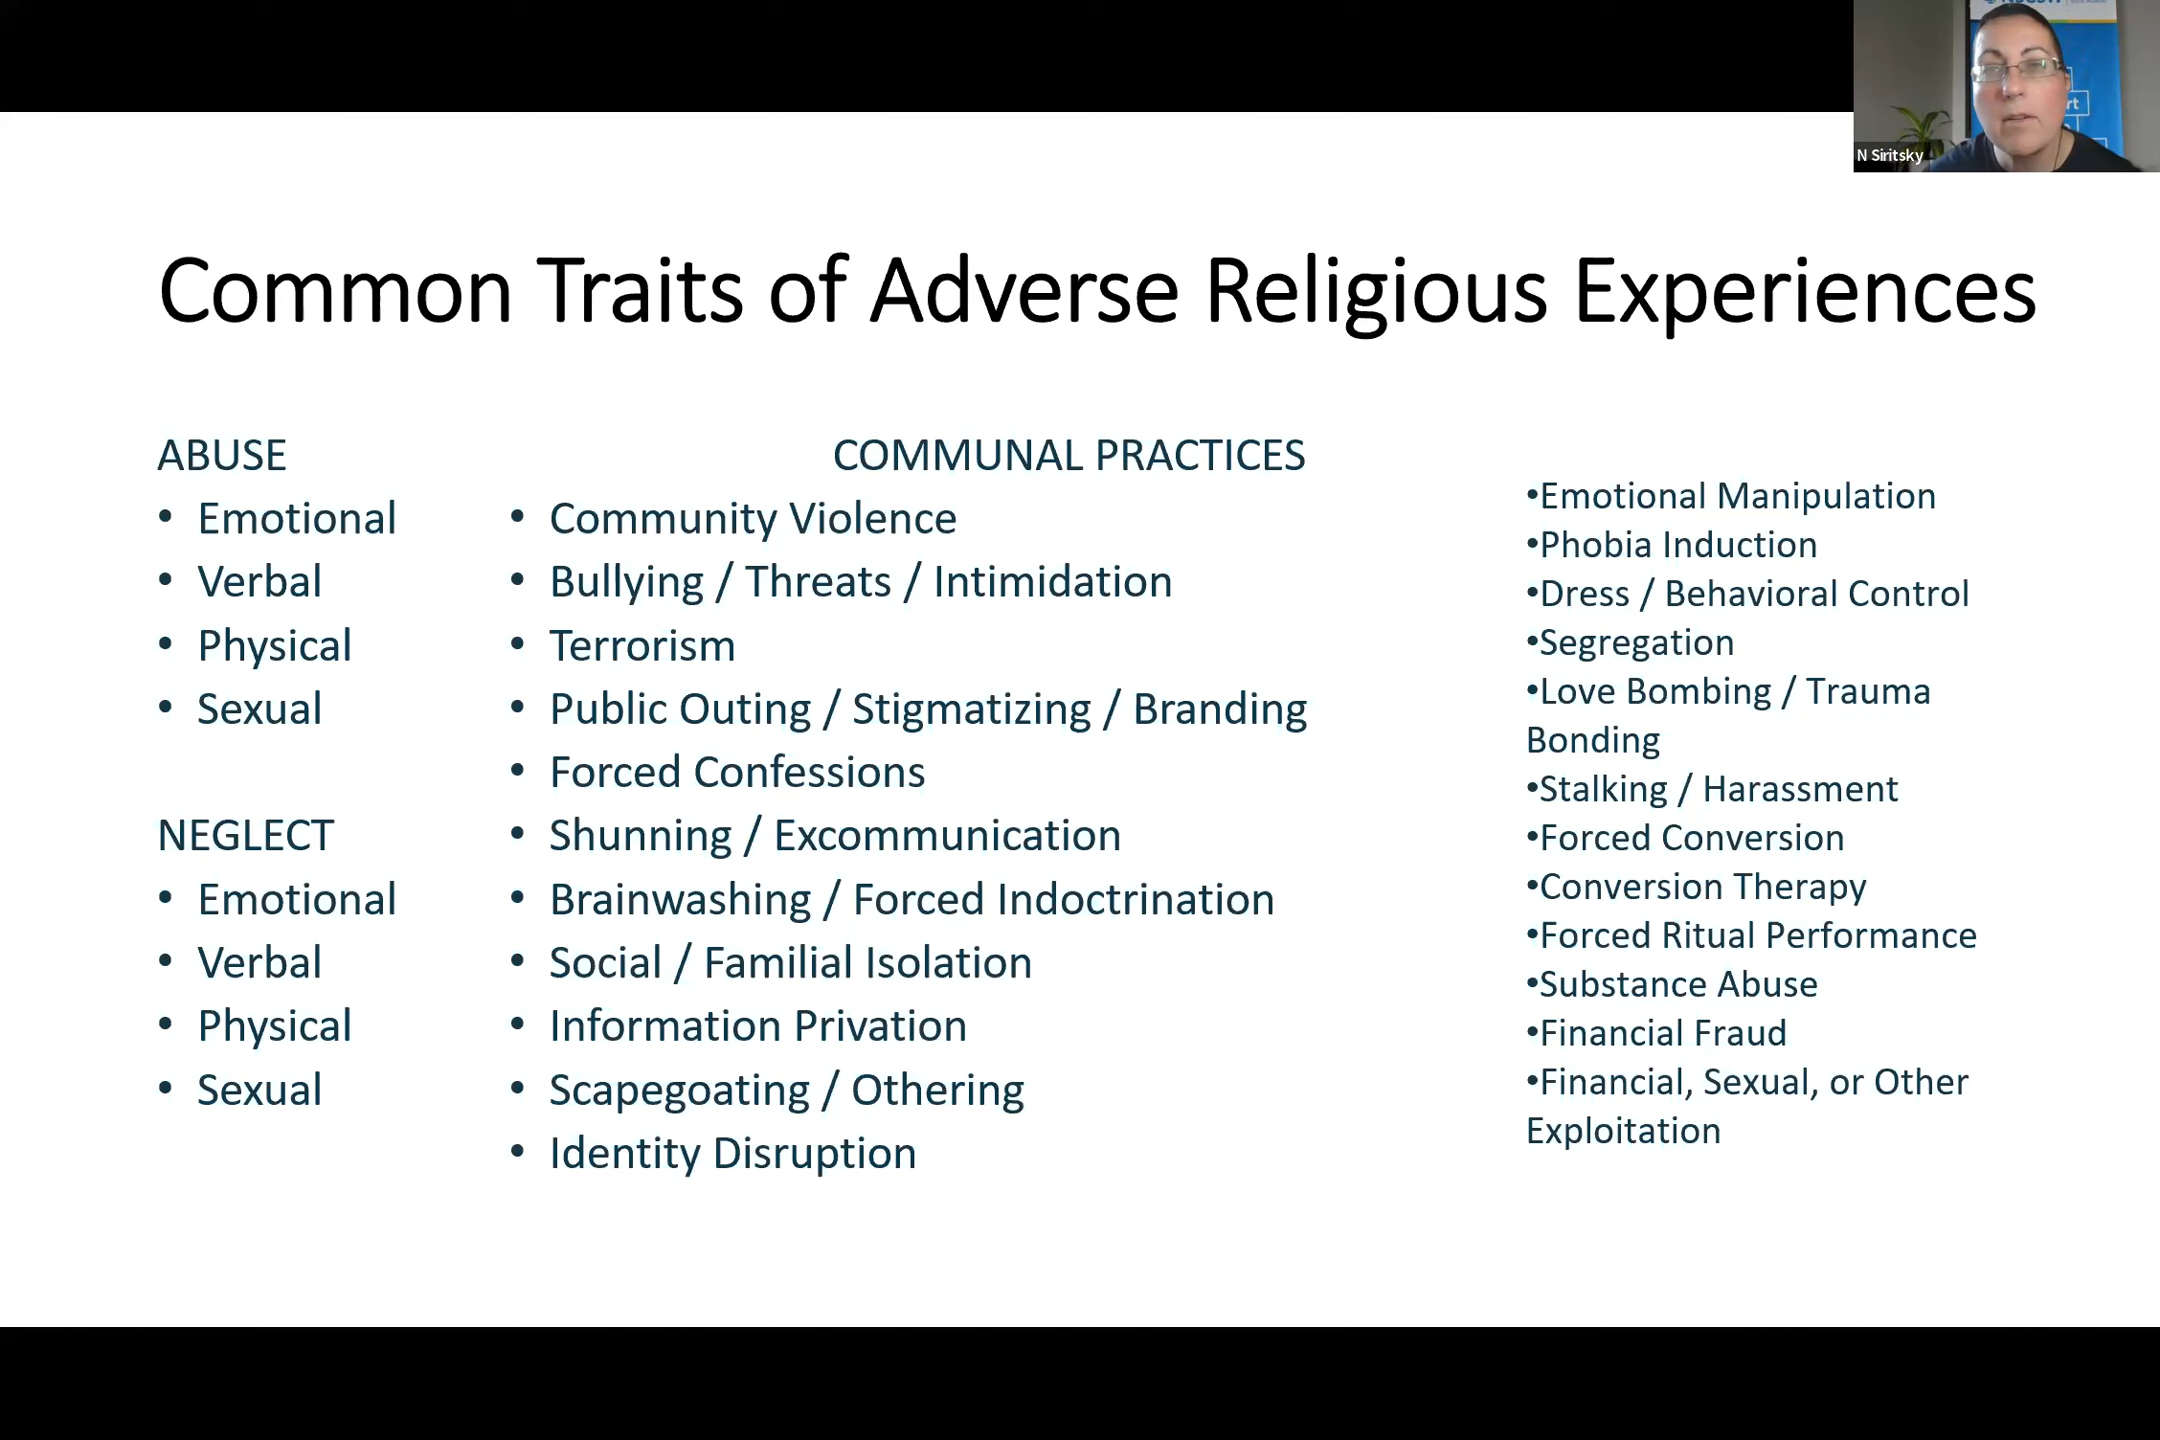 N Siritsky
Common Traits of Adverse Religious Experiences
ABUSE
• Emotional
• Verbal
• Physical
• Sexual
NEGLECT
• Emotional
• Verbal
• Physical
• Sexual
COMMUNAL PRACTICES
• Community Violence
• Bullying / Threats / Intimidation
• Terrorism
• Public Outing / Stigmatizing / Branding
• Forced Confessions
• Shunning / Excommunication
• Brainwashing / Forced Indoctrination
• Social / Familial Isolation
• Information Privation
• Scapegoating / Othering
• Identity Disruption
•Emotional Manipulation
•Phobia Induction
•Dress / Behavioral Control
•Segregation
•Love Bombing / Trauma
Bonding
•Stalking / Harassment
•Forced Conversion
•Conversion Therapy
•Forced Ritual Performance
•Substance Abuse
•Financial Fraud
•Financial, Sexual, or Other
Exploitation